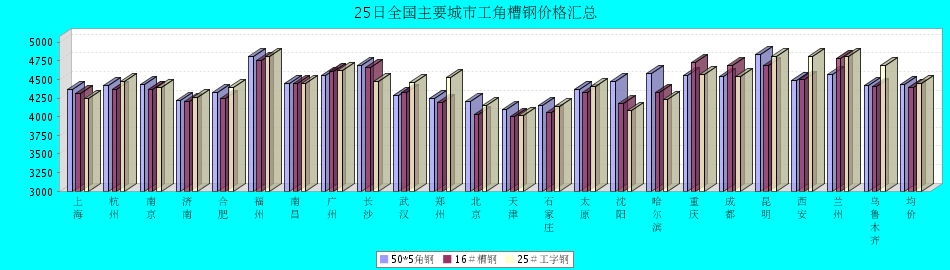 25日全国主要城市工角槽钢价格汇总
5000
4750
4500
4250
4000
3750
3500
3250
3000
上海
杭州
南京
济南
合肥
福州
南昌
广州
长沙
武汉
郑州
北京
天津
石家庄
太原
沈阳
哈尔滨
重庆
成都
昆明
西安
兰州
乌鲁木齐
均价
50*5角钢
16#槽钢
25#工字钢